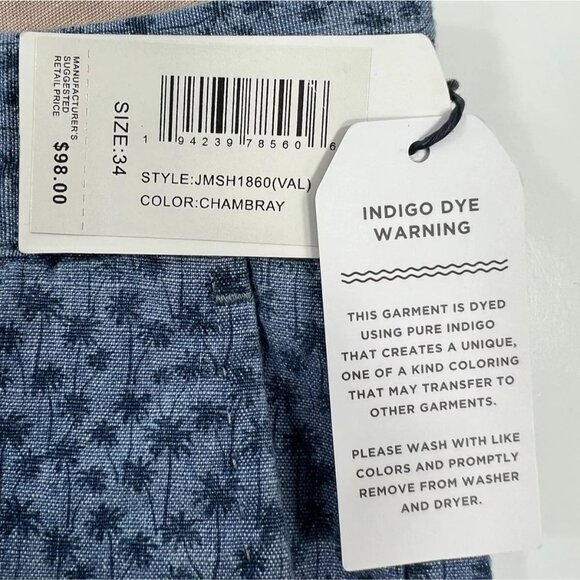 MANUFACTURER'S
SUGGESTED
RETAIL PRICE
$98.00
SIZE:34
1 94239 78560 6
STYLE:JMSH1860(VAL)
COLOR:CHAMBRAY
INDIGO DYE
WARNING
THIS GARMENT IS DYED
USING PURE INDIGO
THAT CREATES A UNIQUE,
ONE OF A KIND COLORING
THAT MAY TRANSFER TO
OTHER GARMENTS.
PLEASE WASH WITH LIKE
COLORS AND PROMPTLY
REMOVE FROM WASHER
AND DRYER.